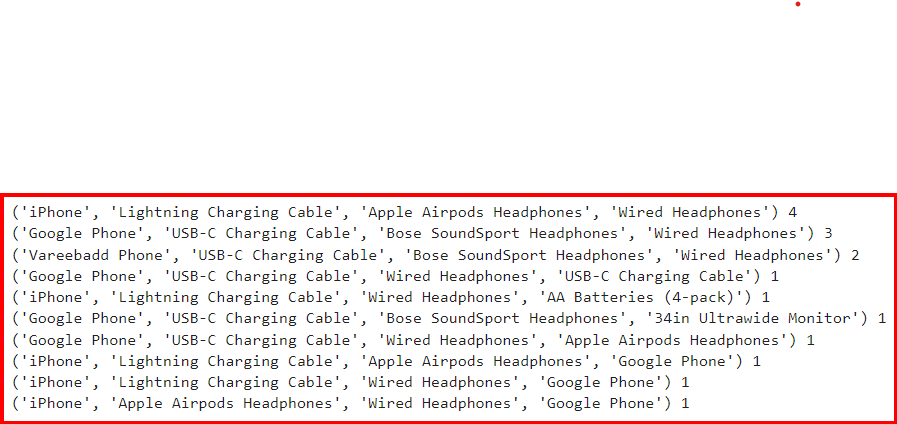 ('iPhone', 'Lightning Charging Cable', 'Apple Airpods Headphones', 'Wired Headphones') 4
('Google Phone', 'USB-C Charging Cable', 'Bose SoundSport Headphones', 'Wired Headphones') 3
('Vareebadd Phone', 'USB-C Charging Cable', 'Bose SoundSport Headphones', 'Wired Headphones') 2
('Google Phone', 'USB-C Charging Cable', 'Wired Headphones', 'USB-C Charging Cable') 1
('iPhone', 'Lightning Charging Cable', 'Wired Headphones', 'AA Batteries (4-pack)') 1
('Google Phone', 'USB-C Charging Cable', 'Bose SoundSport Headphones', '34in Ultrawide Monitor') 1
('Google Phone', 'USB-C Charging Cable', 'Wired Headphones', 'Apple Airpods Headphones') 1
('iPhone', 'Lightning Charging Cable', 'Apple Airpods Headphones', 'Google Phone') 1
('iPhone', 'Lightning Charging Cable', 'Wired Headphones', 'Google Phone') 1
('iPhone', 'Apple Airpods Headphones', 'Wired Headphones', 'Google Phone') 1